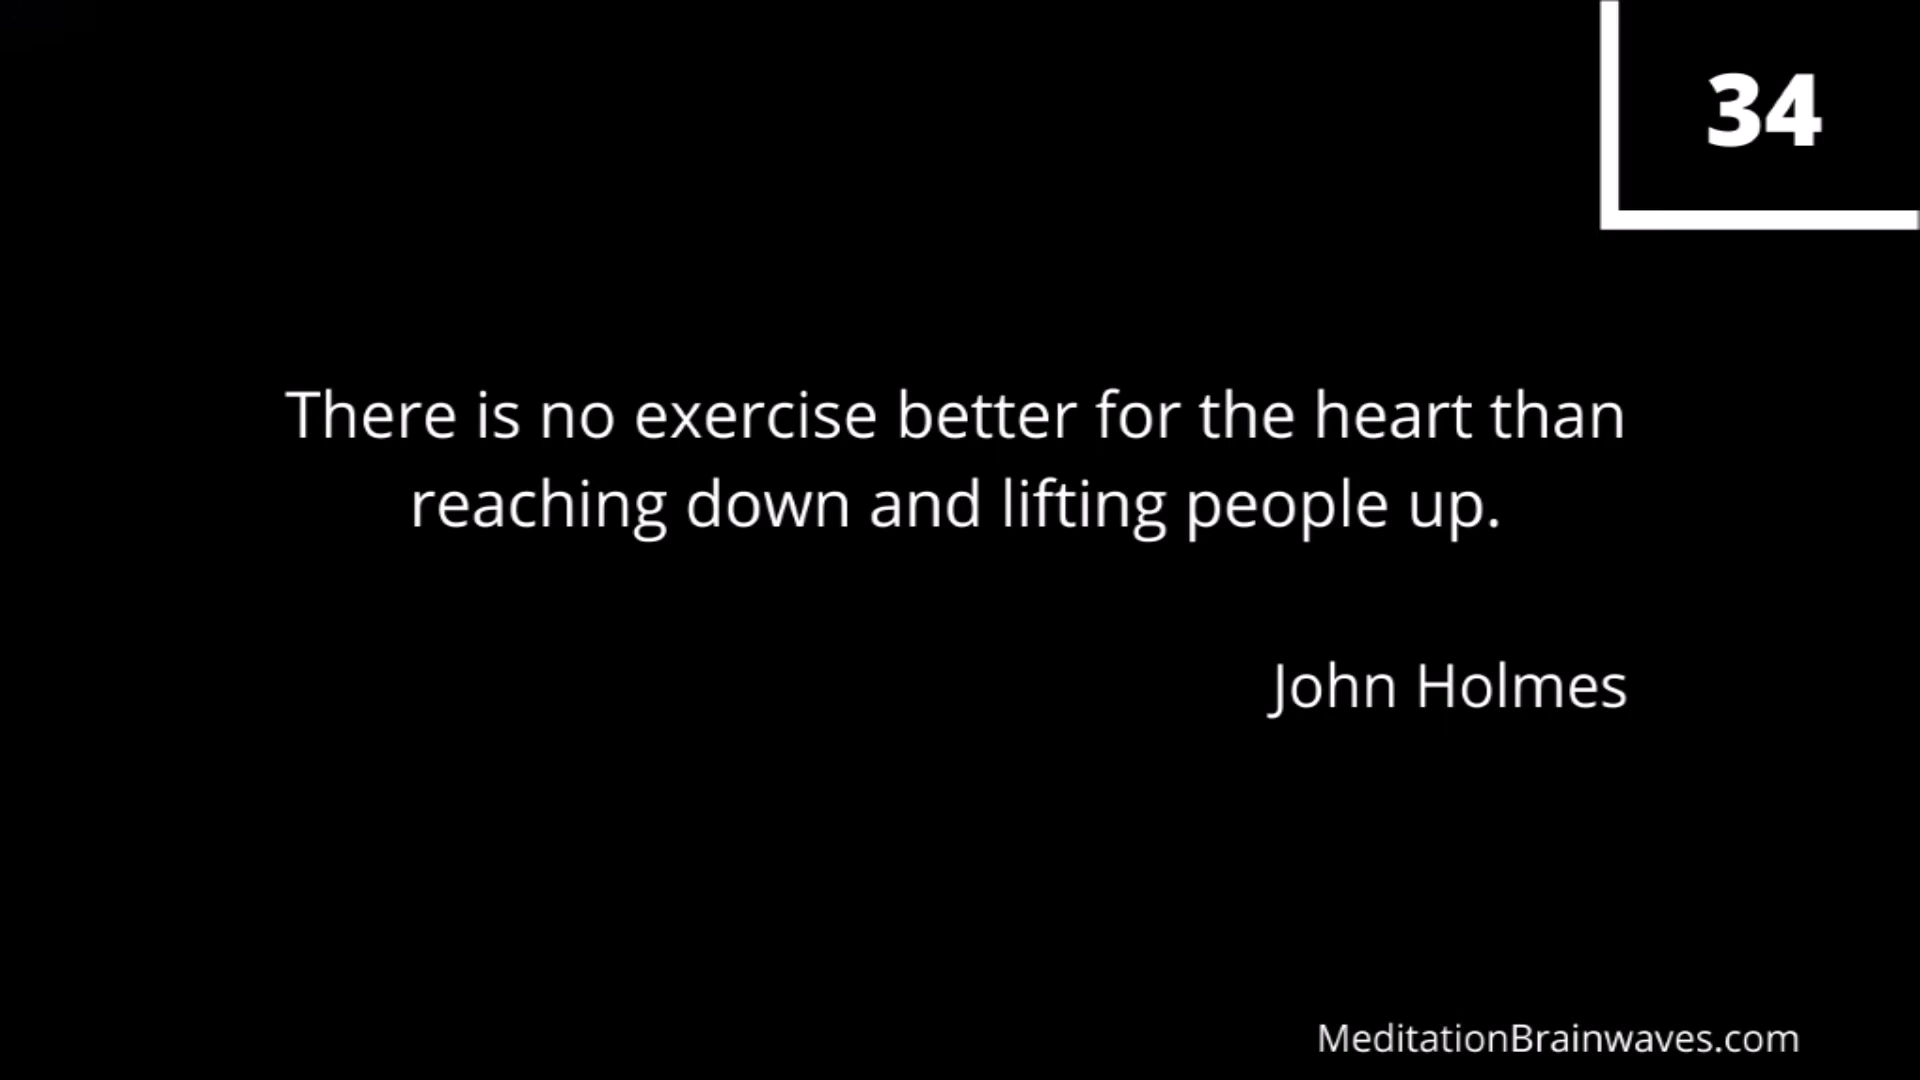 34
There is no exercise better for the heart than
reaching down and lifting people up.
John Holmes
MeditationBrainwaves.com